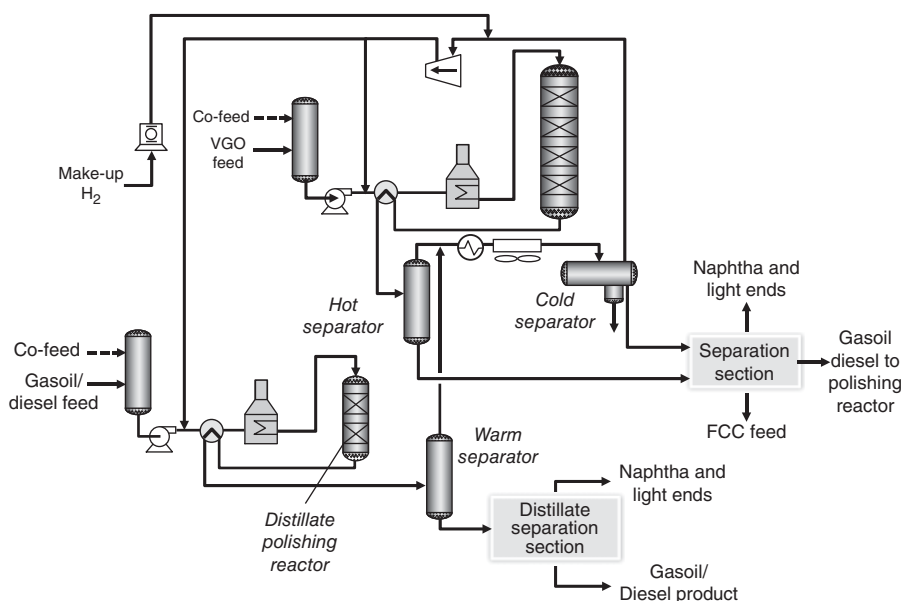 Co-feed
VGO
feed
Make-up
H2
Hot
separator
Cold
separator
Naphtha and
light ends
Separation
section
Gasoil
diesel to
polishing
reactor
FCC feed
Co-feed
Gasoil/
diesel feed
Warm
separator
Distillate
polishing
reactor
Naphtha and
light ends
Distillate
separation
section
Gasoil/
Diesel product